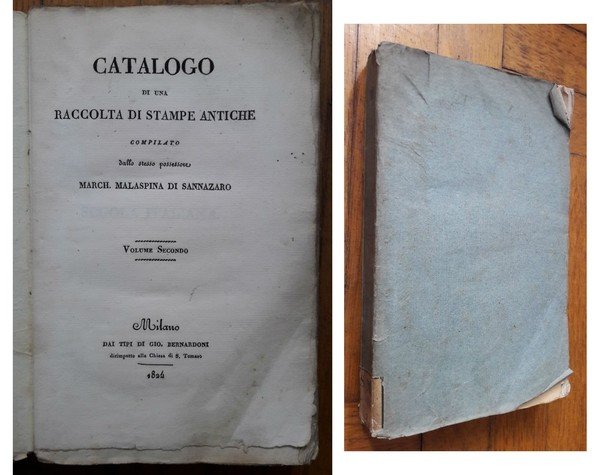 CATALOGO
DI UNA
RACCOLTA DI STAMPE ANTICHE
COMPILATO
dallo stesso possessore
MARCH. MALASPINA DI SANNAZARO
VOLUME SECONDO
Milano
DAI TIPI DI GIO. BERNARDONI
dirimpetto alla Chiesa di S. Tomaso
1824